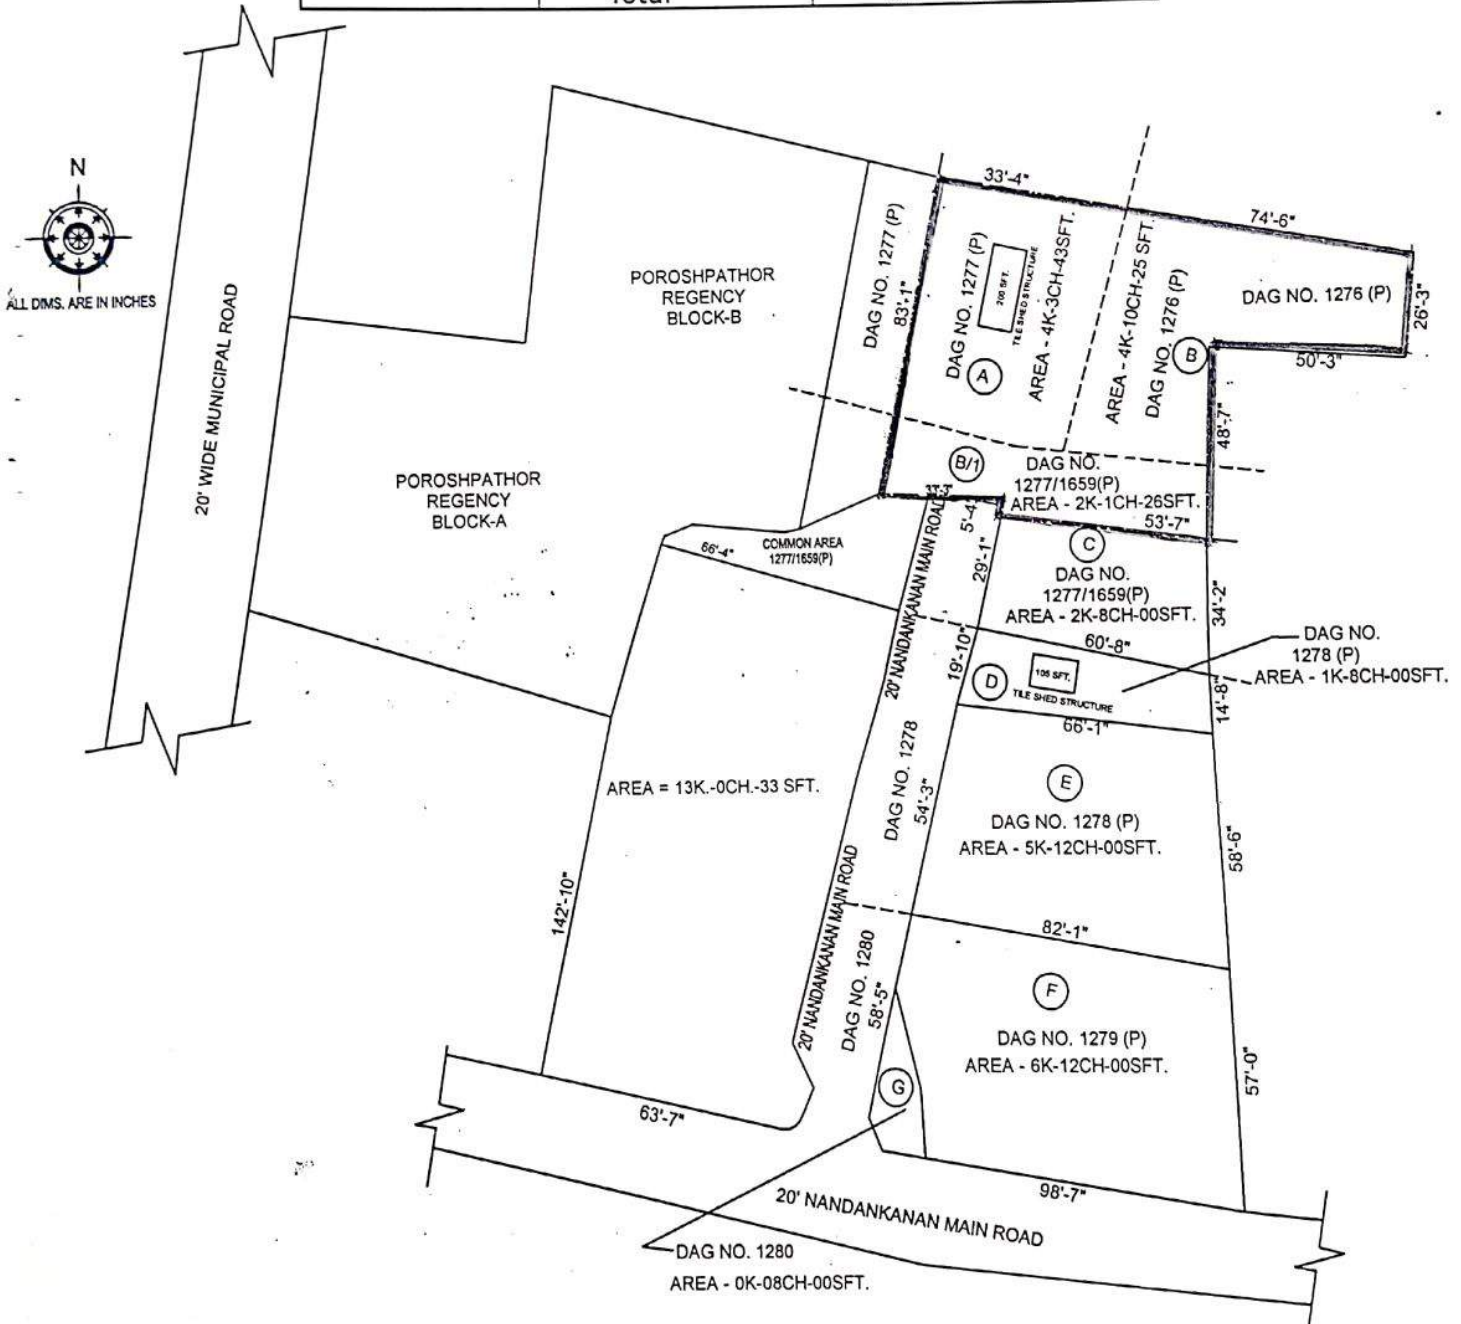 N
ALL DIMS. ARE IN INCHES
20' WIDE MUNICIPAL ROAD
POROSHPATHOR
REGENCY
BLOCK-B
POROSHPATHOR
REGENCY
BLOCK-A
DAG NO. 1277 (P)
83'-1"
33'-4"
74'-6"
DAG NO. 1277 (P)
200 SFT.
TILE SHED STRUCTURE
AREA - 4K-3CH-43SFT.
A
AREA - 4K-10CH-25 SFT.
DAG NO. 1276 (P)
B
DAG NO. 1276 (P)
26'-3"
50'-3"
48'-7"
B/1
DAG NO.
1277/1659(P)
AREA - 2K-1CH-26SFT.
33'-3"
5'-4"
53'-7"
COMMON AREA
1277/1659(P)
66'-4"
20' NANDANKANAN MAIN ROAD
29'-1"
C
DAG NO.
1277/1659(P)
AREA - 2K-8CH-00SFT.
34'-2"
60'-8"
19'-10"
D
105 SFT.
TILE SHED STRUCTURE
DAG NO.
1278 (P)
AREA - 1K-8CH-00SFT.
14'-8"
66'-1"
DAG NO. 1278
54'-3"
AREA = 13K.-0CH.-33 SFT.
E
DAG NO. 1278 (P)
AREA - 5K-12CH-00SFT.
58'-6"
142'-10"
20' NANDANKANAN MAIN ROAD
82'-1"
DAG NO. 1280
58'-5"
F
DAG NO. 1279 (P)
AREA - 6K-12CH-00SFT.
57'-0"
G
63'-7"
98'-7"
20' NANDANKANAN MAIN ROAD
DAG NO. 1280
AREA - 0K-08CH-00SFT.